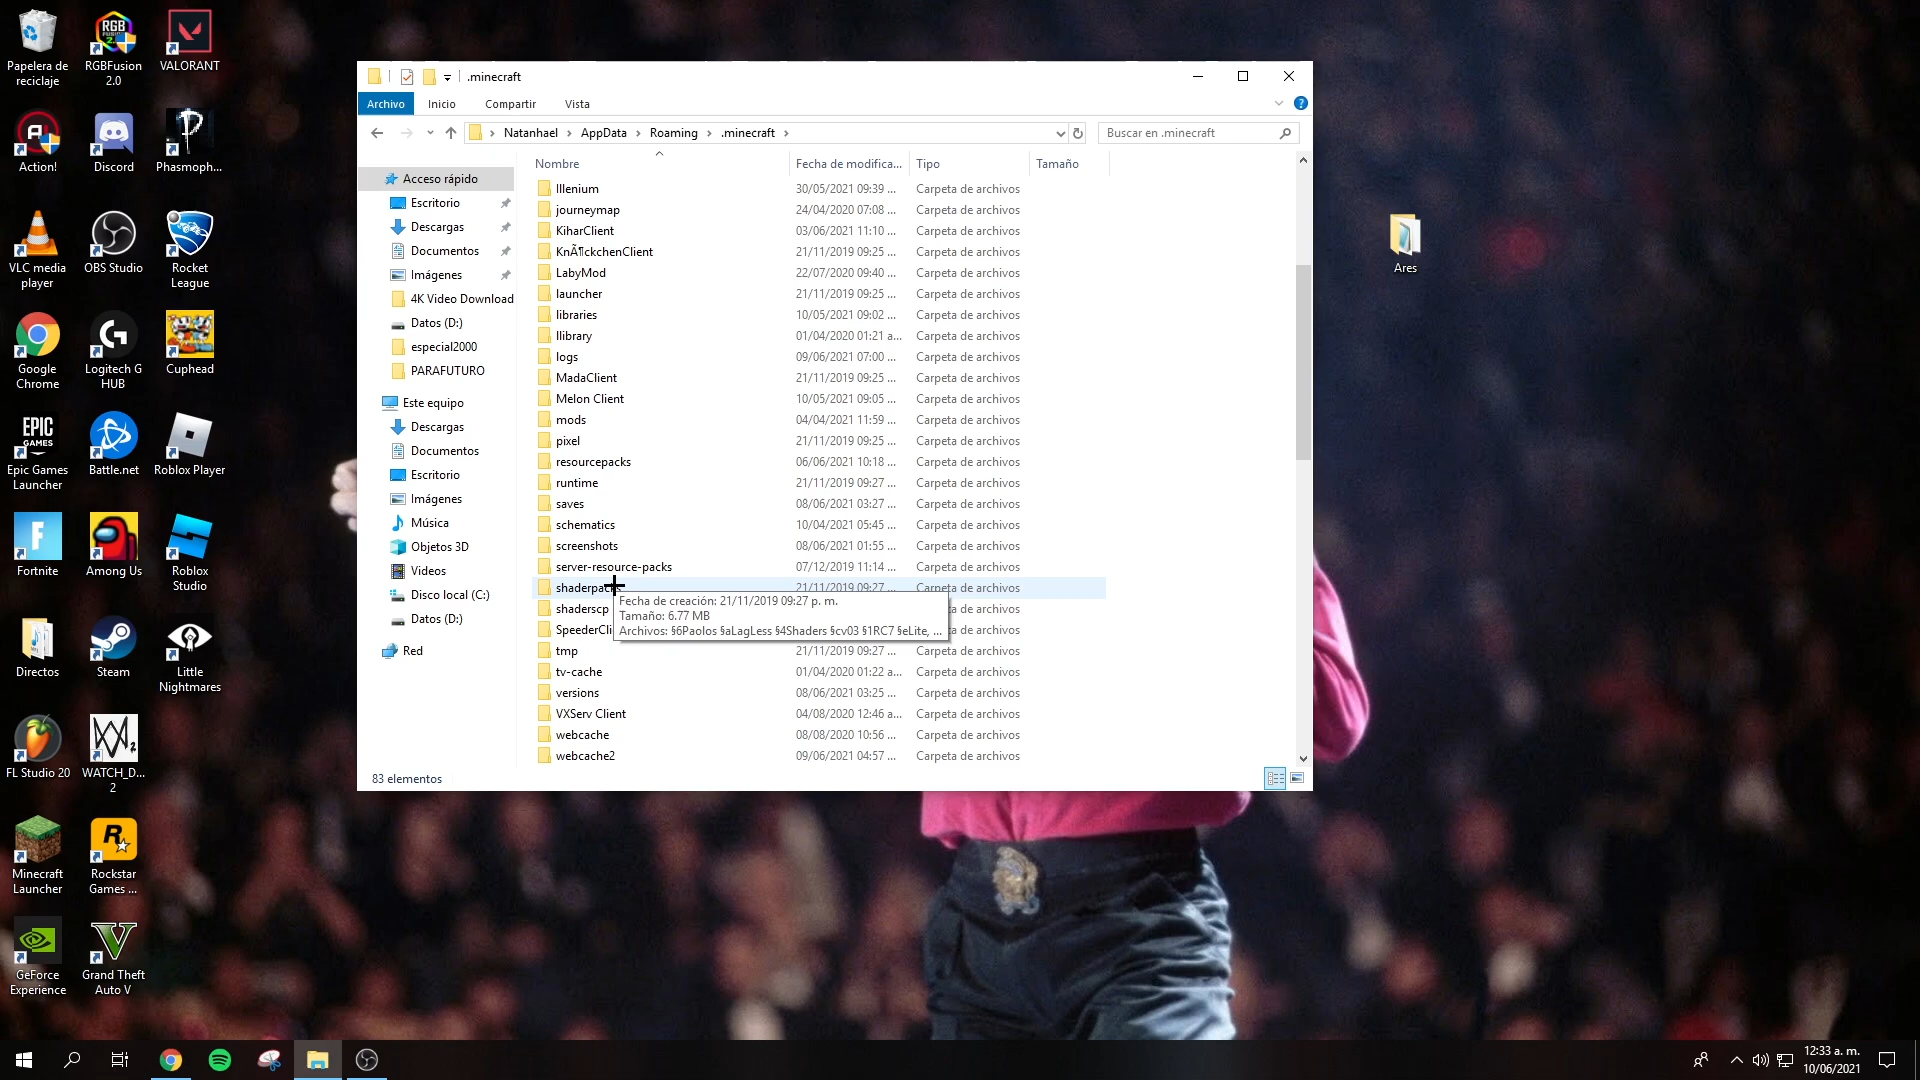 Papelera de
reciclaje
RGBFusion
2.0
VALORANT
Action!
Discord
Phasmoph...
VLC media
player
OBS Studio
Rocket
League
Google
Chrome
Logitech G
HUB
Cuphead
Epic Games
Launcher
Battle.net
Roblox Player
Fortnite
Among Us
Roblox
Studio
Directos
Steam
Little
Nightmares
FL Studio 20
WATCH_D...
2
Minecraft
Launcher
Rockstar
Games ...
GeForce
Experience
Grand Theft
Auto V
Ares
.minecraft
Archivo
Inicio
Compartir
Vista
Natanhael > AppData > Roaming > .minecraft >
Buscar en .minecraft
Acceso rápido
Escritorio
Descargas
Documentos
Imágenes
4K Video Download
Datos (D:)
especial2000
PARAFUTURO
Este equipo
Descargas
Documentos
Escritorio
Imágenes
Música
Objetos 3D
Videos
Disco local (C:)
Datos (D:)
Red
Nombre Fecha de modifica... Tipo Tamaño
Illenium 30/05/2021 09:39 ... Carpeta de archivos
journeymap 24/04/2020 07:08 ... Carpeta de archivos
KiharClient 03/06/2021 11:10 ... Carpeta de archivos
KnÃ¶ckchenClient 21/11/2019 09:25 ... Carpeta de archivos
LabyMod 22/07/2020 09:40 ... Carpeta de archivos
launcher 21/11/2019 09:25 ... Carpeta de archivos
libraries 10/05/2021 09:02 ... Carpeta de archivos
llibrary 01/04/2020 01:21 a... Carpeta de archivos
logs 09/06/2021 07:00 ... Carpeta de archivos
MadaClient 21/11/2019 09:25 ... Carpeta de archivos
Melon Client 10/05/2021 09:05 ... Carpeta de archivos
mods 04/04/2021 11:59 ... Carpeta de archivos
pixel 21/11/2019 09:25 ... Carpeta de archivos
resourcepacks 06/06/2021 10:18 ... Carpeta de archivos
runtime 21/11/2019 09:27 ... Carpeta de archivos
saves 08/06/2021 03:27 ... Carpeta de archivos
schematics 10/04/2021 05:45 ... Carpeta de archivos
screenshots 08/06/2021 01:55 ... Carpeta de archivos
server-resource-packs 07/12/2019 11:14 ... Carpeta de archivos
shaderpacks 21/11/2019 09:27 ... Carpeta de archivos
shaderscp
SpeederCli
Fecha de creación: 21/11/2019 09:27 p. m.
Tamaño: 6.77 MB
Archivos: §6Paolos §aLagLess §4Shaders §cv03 §1RC7 §eLite, ...
de archivos
de archivos
tmp 21/11/2019 09:27 ... Carpeta de archivos
tv-cache 01/04/2020 01:22 a... Carpeta de archivos
versions 08/06/2021 03:25 ... Carpeta de archivos
VXServ Client 04/08/2020 12:46 a... Carpeta de archivos
webcache 08/08/2020 10:56 ... Carpeta de archivos
webcache2 09/06/2021 04:57 ... Carpeta de archivos
83 elementos
12:33 a. m.
10/06/2021